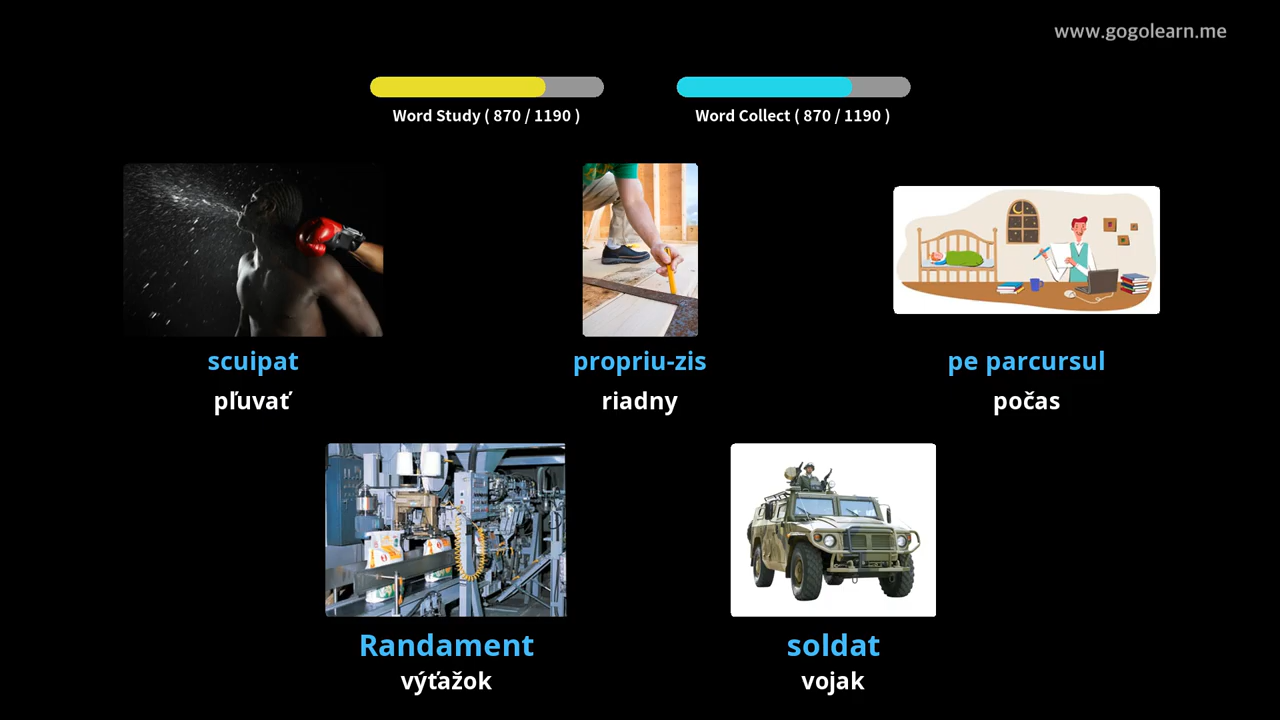 www.gogolearn.me
Word Study ( 870 / 1190 )
Word Collect ( 870 / 1190 )
scuipat
propriu-zis
pe parcursul
pľuvať
riadny
počas
Randament
soldat
výťažok
vojak